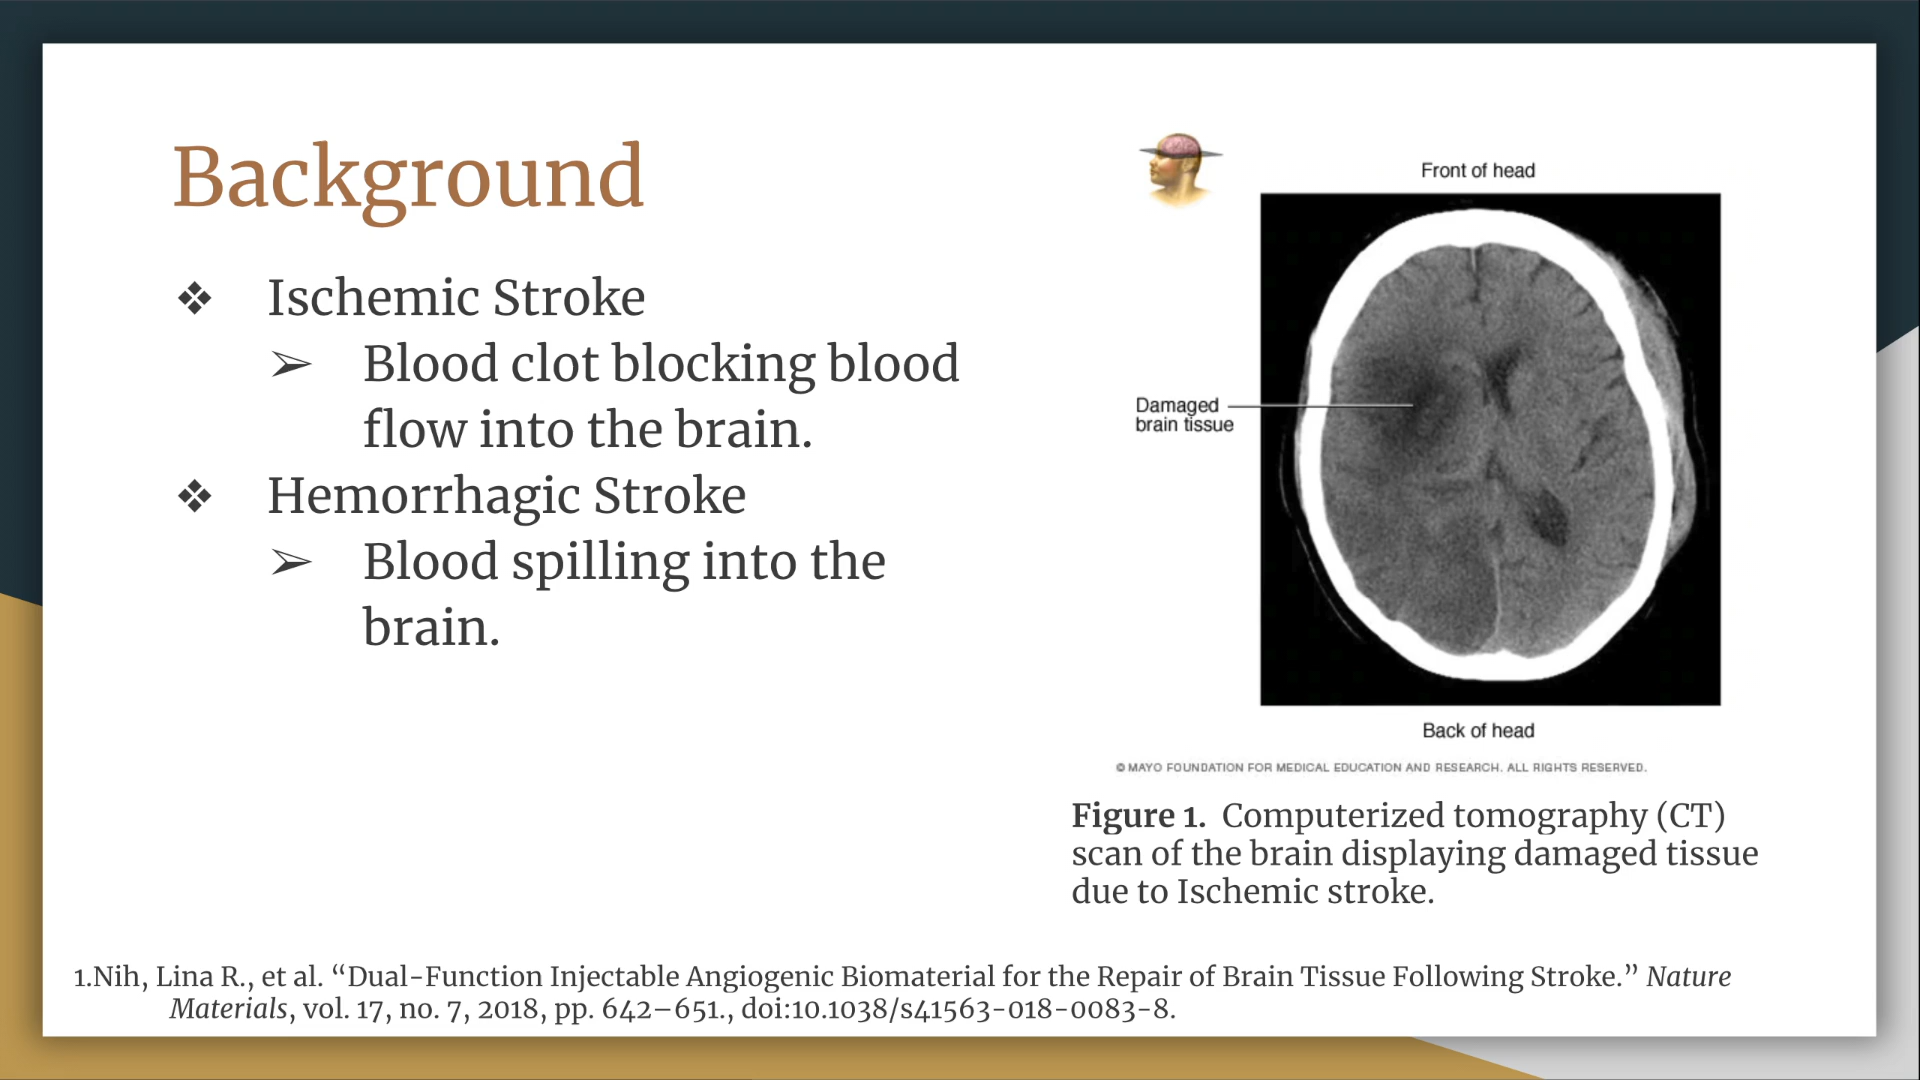 Background
❖ Ischemic Stroke
➢ Blood clot blocking blood
flow into the brain.
❖ Hemorrhagic Stroke
➢ Blood spilling into the
brain.
Front of head
Damaged
brain tissue
Back of head
© MAYO FOUNDATION FOR MEDICAL EDUCATION AND RESEARCH. ALL RIGHTS RESERVED.
Figure 1. Computerized tomography (CT)
scan of the brain displaying damaged tissue
due to Ischemic stroke.
1.Nih, Lina R., et al. “Dual-Function Injectable Angiogenic Biomaterial for the Repair of Brain Tissue Following Stroke.” Nature
Materials, vol. 17, no. 7, 2018, pp. 642–651., doi:10.1038/s41563-018-0083-8.